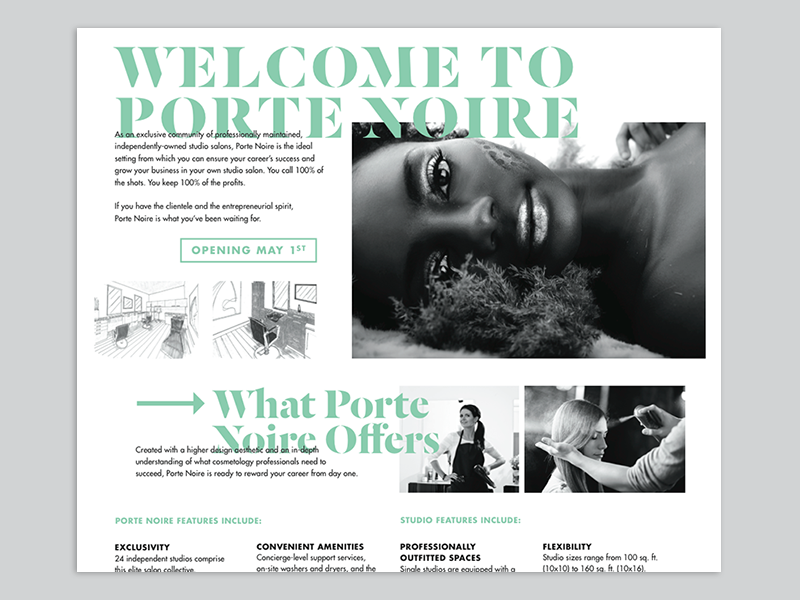 WELCOME TO
PORTE NOIRE
As an exclusive community of professionally maintained,
independently-owned studio salons, Porte Noire is the ideal
setting from which you can ensure your career's success and
grow your business in your own studio salon. You call 100% of
the shots. You keep 100% of the profits.
If you have the clientele and the entrepreneurial spirit,
Porte Noire is what you've been waiting for.
OPENING MAY 1ST
What Porte
Noire Offers
Created with a higher design aesthetic and an in-depth
understanding of what cosmetology professionals need to
succeed, Porte Noire is ready to reward your career from day one.
PORTE NOIRE FEATURES INCLUDE:
EXCLUSIVITY
24 independent studios comprise
this elite salon collective.
CONVENIENT AMENITIES
Concierge-level support services,
on-site washers and dryers, and the
STUDIO FEATURES INCLUDE:
PROFESSIONALLY
OUTFITTED SPACES
Single studios are equipped with a
FLEXIBILITY
Studio sizes range from 100 sq. ft.
(10x10) to 160 sq. ft. (10x16).